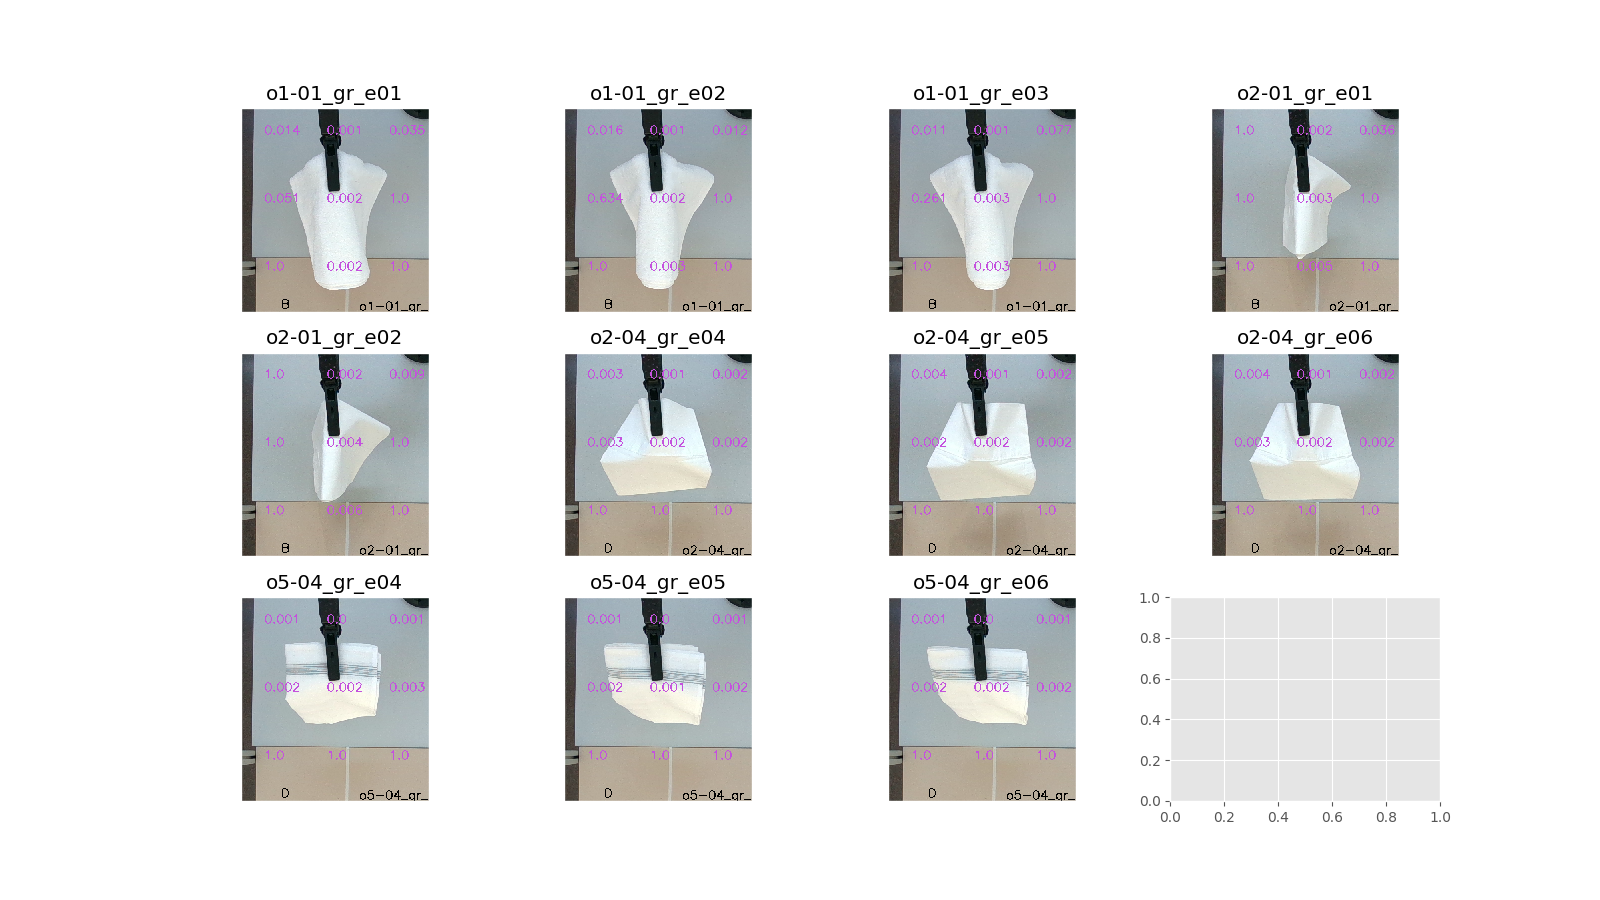 o1-01_gr_e01 o1-01_gr_e02 o1-01_gr_e03 o2-01_gr_e01
0.014 0.001 0.035 0.016 0.001 0.012 0.011 0.001 0.077 1.0 0.002 0.036
0.051 0.002 1.0 0.634 0.002 1.0 0.261 0.003 1.0 1.0 0.003 1.0
1.0 0.002 1.0 1.0 0.003 1.0 1.0 0.003 1.0 1.0 0.005 1.0
B o1-01_gr_ B o1-01_gr_ B o1-01_gr_ B o2-01_gr_
o2-01_gr_e02 o2-04_gr_e04 o2-04_gr_e05 o2-04_gr_e06
1.0 0.002 0.009 0.003 0.001 0.002 0.004 0.001 0.002 0.004 0.001 0.002
1.0 0.004 1.0 0.003 0.002 0.002 0.002 0.002 0.002 0.003 0.002 0.002
1.0 0.006 1.0 1.0 1.0 1.0 1.0 1.0 1.0 1.0 1.0 1.0
B o2-01_gr_ D o2-04_gr_ D o2-04_gr_ D o2-04_gr_
o5-04_gr_e04 o5-04_gr_e05 o5-04_gr_e06
0.001 0.0 0.001 0.001 0.0 0.001 0.001 0.0 0.001
0.002 0.002 0.003 0.002 0.001 0.002 0.002 0.002 0.002
1.0 1.0 1.0 1.0 1.0 1.0 1.0 1.0 1.0
D o5-04_gr_ D o5-04_gr_ D o5-04_gr_
1.0
0.8
0.6
0.4
0.2
0.0
0.0 0.2 0.4 0.6 0.8 1.0